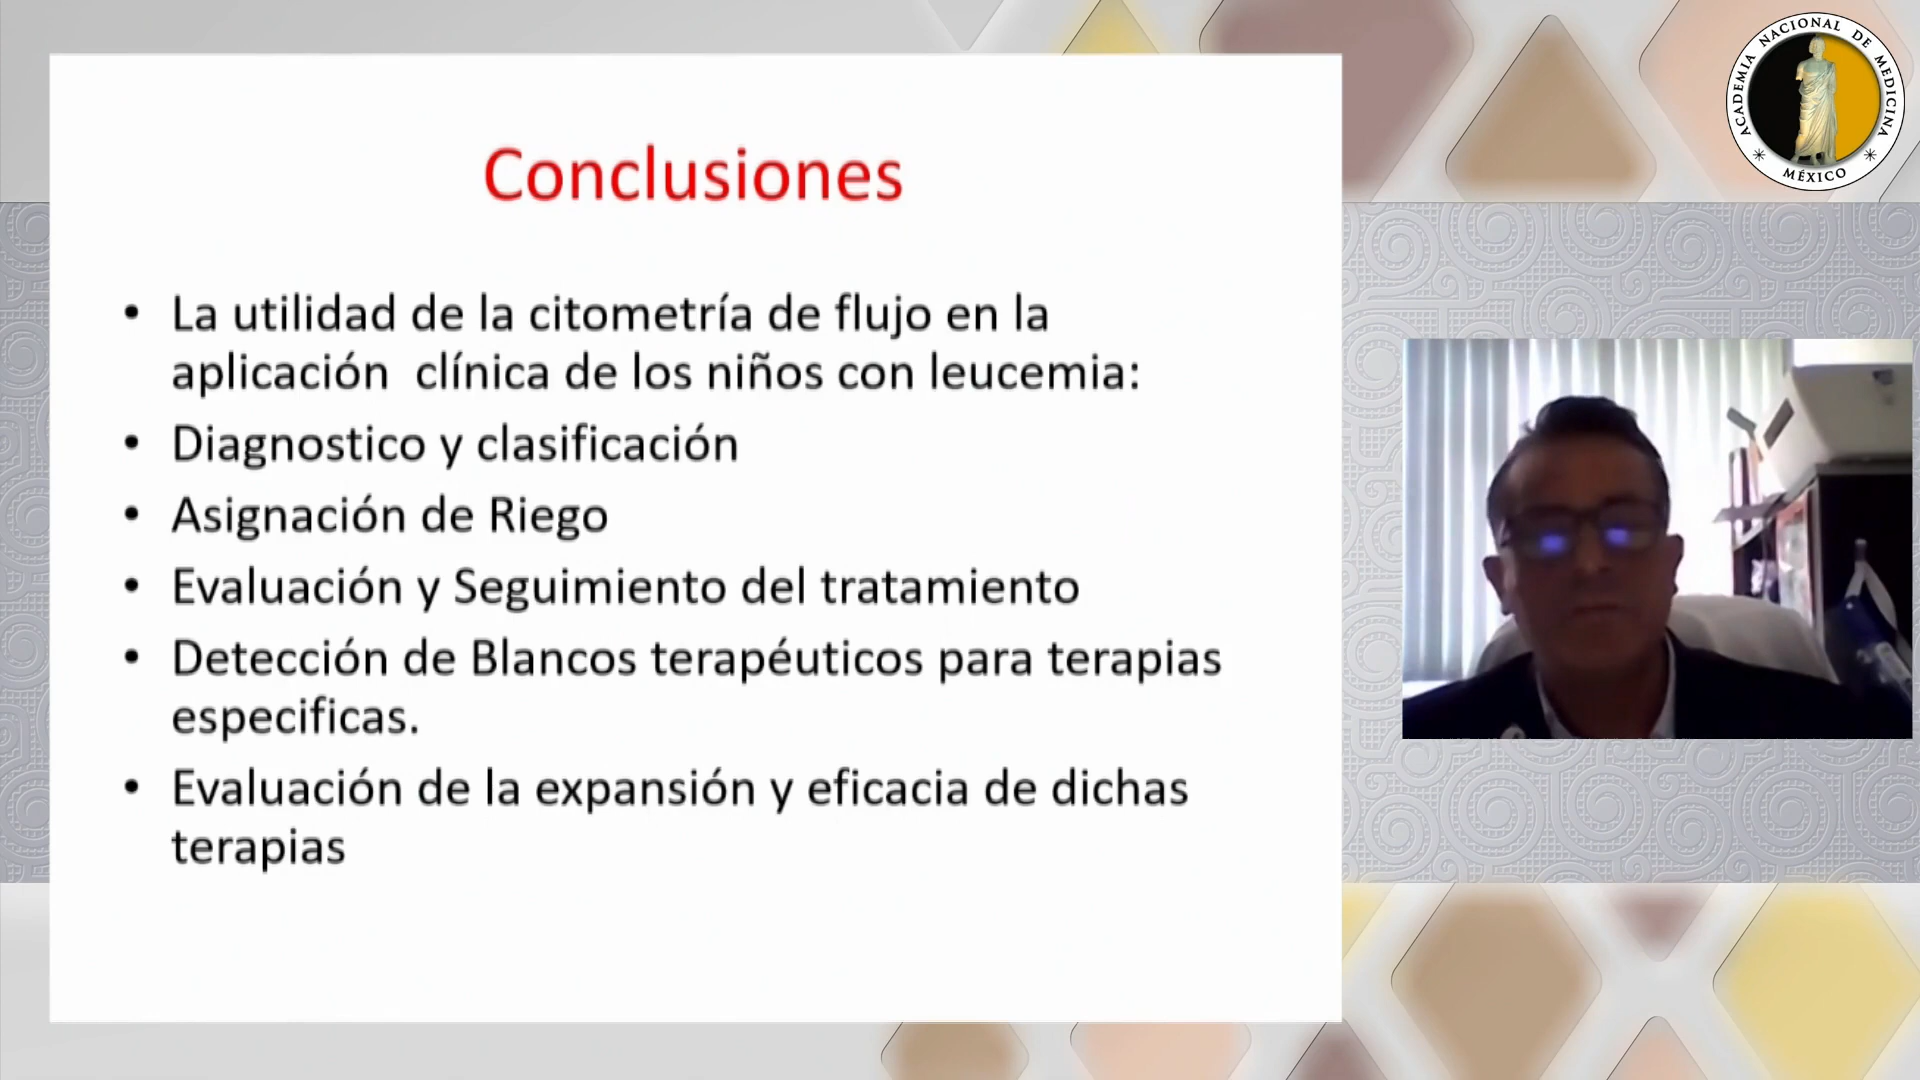 Conclusiones
• La utilidad de la citometría de flujo en la
aplicación  clínica de los niños con leucemia:
• Diagnostico y clasificación
• Asignación de Riego
• Evaluación y Seguimiento del tratamiento
• Detección de Blancos terapéuticos para terapias
especificas.
• Evaluación de la expansión y eficacia de dichas
terapias
ACADEMIA NACIONAL DE MEDICINA
MÉXICO